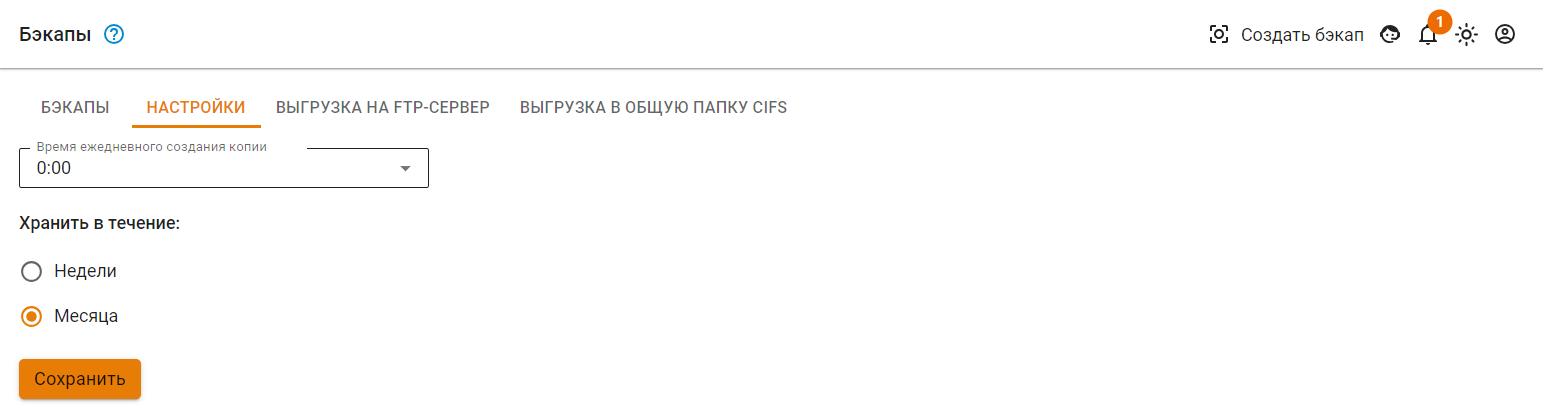 Бэкапы
Создать бэкап
1
БЭКАПЫ НАСТРОЙКИ ВЫГРУЗКА НА FTP-СЕРВЕР ВЫГРУЗКА В ОБЩУЮ ПАПКУ CIFS
Время ежедневного создания копии
0:00
Хранить в течение:
Недели
Месяца
Сохранить